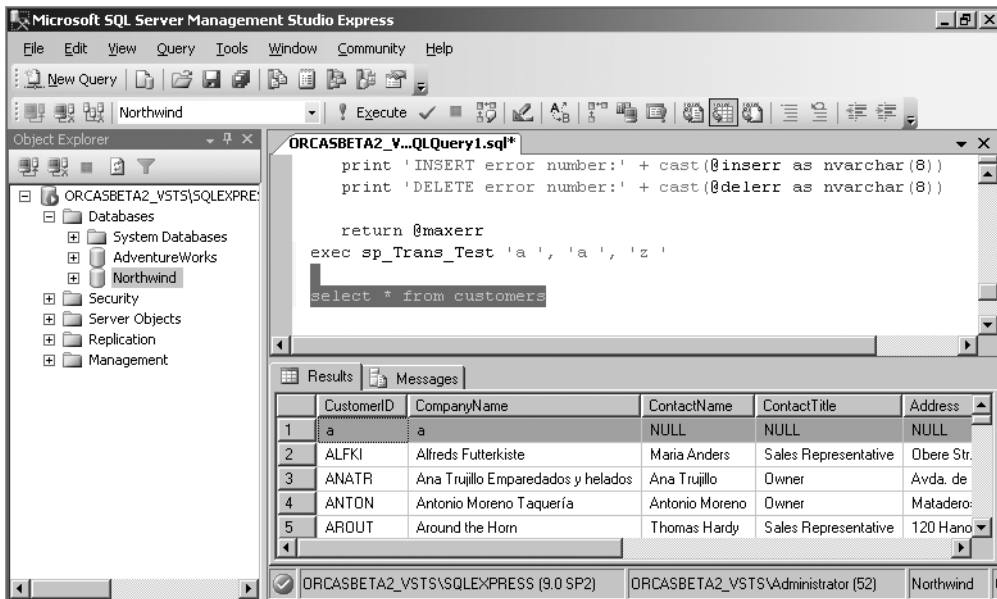 Microsoft SQL Server Management Studio Express
File Edit View Query Tools Window Community Help
New Query
Northwind Execute
Object Explorer
ORCASBETA2_VSTS\SQLEXPRE
Databases
System Databases
AdventureWorks
Northwind
Security
Server Objects
Replication
Management
ORCASBETA2_V...QLQuery1.sql*
print 'INSERT error number:' + cast(@inserr as nvarchar(8))
print 'DELETE error number:' + cast(@delerr as nvarchar(8))
return @maxerr
exec sp_Trans_Test 'a ', 'a ', 'z '
select * from customers
Results Messages
CustomerID CompanyName ContactName ContactTitle Address
1 a a NULL NULL NULL
2 ALFKI Alfreds Futterkiste Maria Anders Sales Representative Obere Str.
3 ANATR Ana Trujillo Emparedados y helados Ana Trujillo Owner Avda. de
4 ANTON Antonio Moreno Taquería Antonio Moreno Owner Matadero
5 AROUT Around the Horn Thomas Hardy Sales Representative 120 Hano
ORCASBETA2_VSTS\SQLEXPRESS (9.0 SP2) ORCASBETA2_VSTS\Administrator (52) Northwind